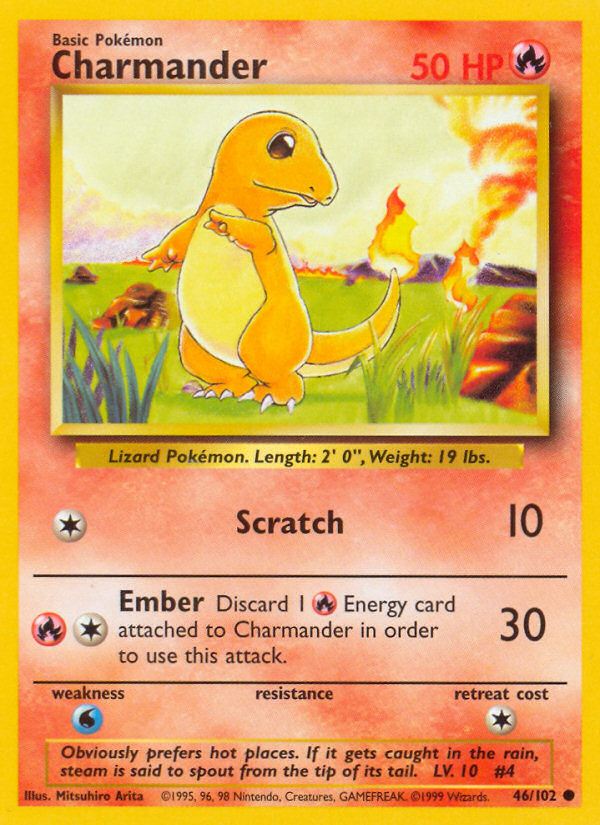 Basic Pokémon
Charmander 50 HP
Lizard Pokémon. Length: 2' 0", Weight: 19 lbs.
Scratch 10
Ember Discard 1 Energy card
attached to Charmander in order
to use this attack.
30
weakness resistance retreat cost
Obviously prefers hot places. If it gets caught in the rain,
steam is said to spout from the tip of its tail. LV. 10 #4
Illus. Mitsuhiro Arita ©1995, 96, 98 Nintendo, Creatures, GAMEFREAK. ©1999 Wizards. 46/102